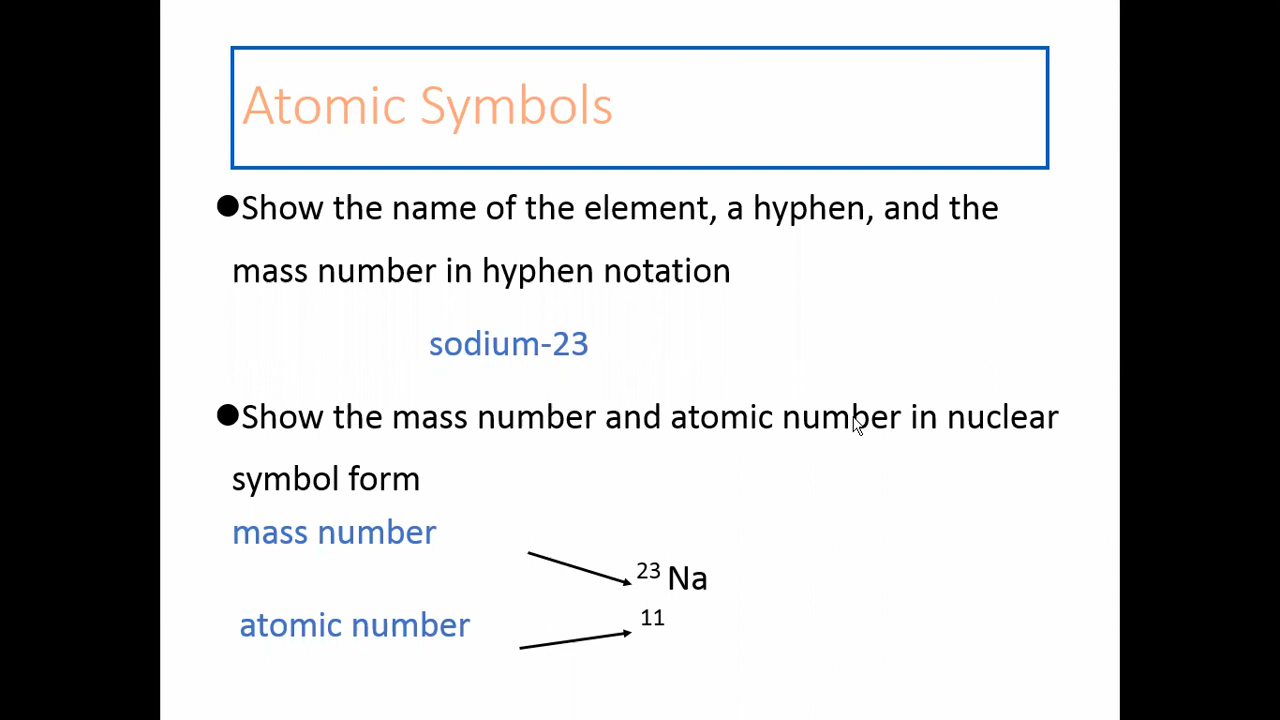 Atomic Symbols
●Show the name of the element, a hyphen, and the
mass number in hyphen notation
sodium-23
●Show the mass number and atomic number in nuclear
symbol form
mass number
23 Na
atomic number
11